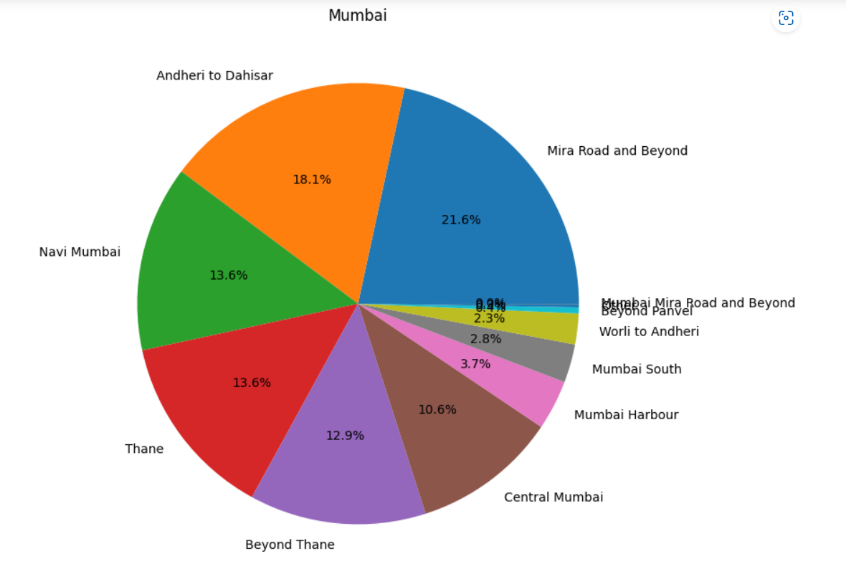 Mumbai
Andheri to Dahisar
Mira Road and Beyond
18.1%
21.6%
Navi Mumbai
13.6%
Mumbai Mira Road and Beyond
Beyond Panvel
2.3%
Worli to Andheri
2.8%
Mumbai South
3.7%
13.6%
10.6%
Mumbai Harbour
12.9%
Thane
Central Mumbai
Beyond Thane